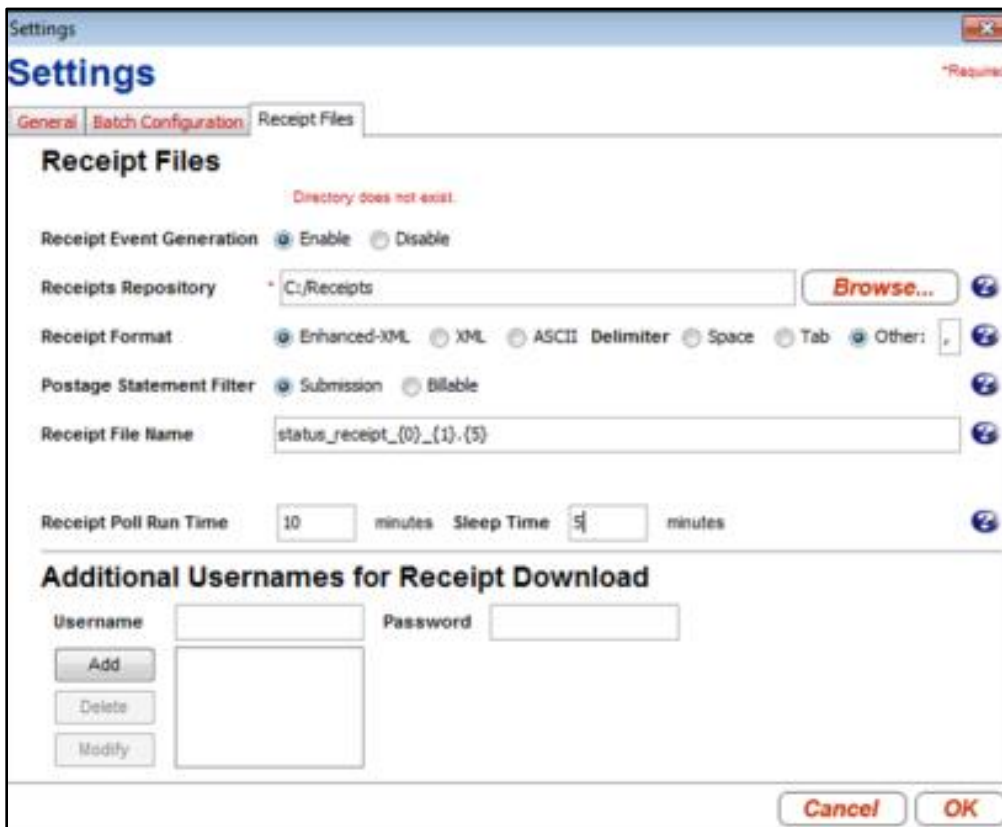 Settings
Settings
*Required
General Batch Configuration Receipt Files
Receipt Files
Directory does not exist.
Receipt Event Generation Enable Disable
Receipts Repository * C:/Receipts Browse...
Receipt Format Enhanced-XML XML ASCII Delimiter Space Tab Other: ,
Postage Statement Filter Submission Billable
Receipt File Name status_receipt_{0}_{1}.{5}
Receipt Poll Run Time 10 minutes Sleep Time 5 minutes
Additional Usernames for Receipt Download
Username Password
Add
Delete
Modify
Cancel OK